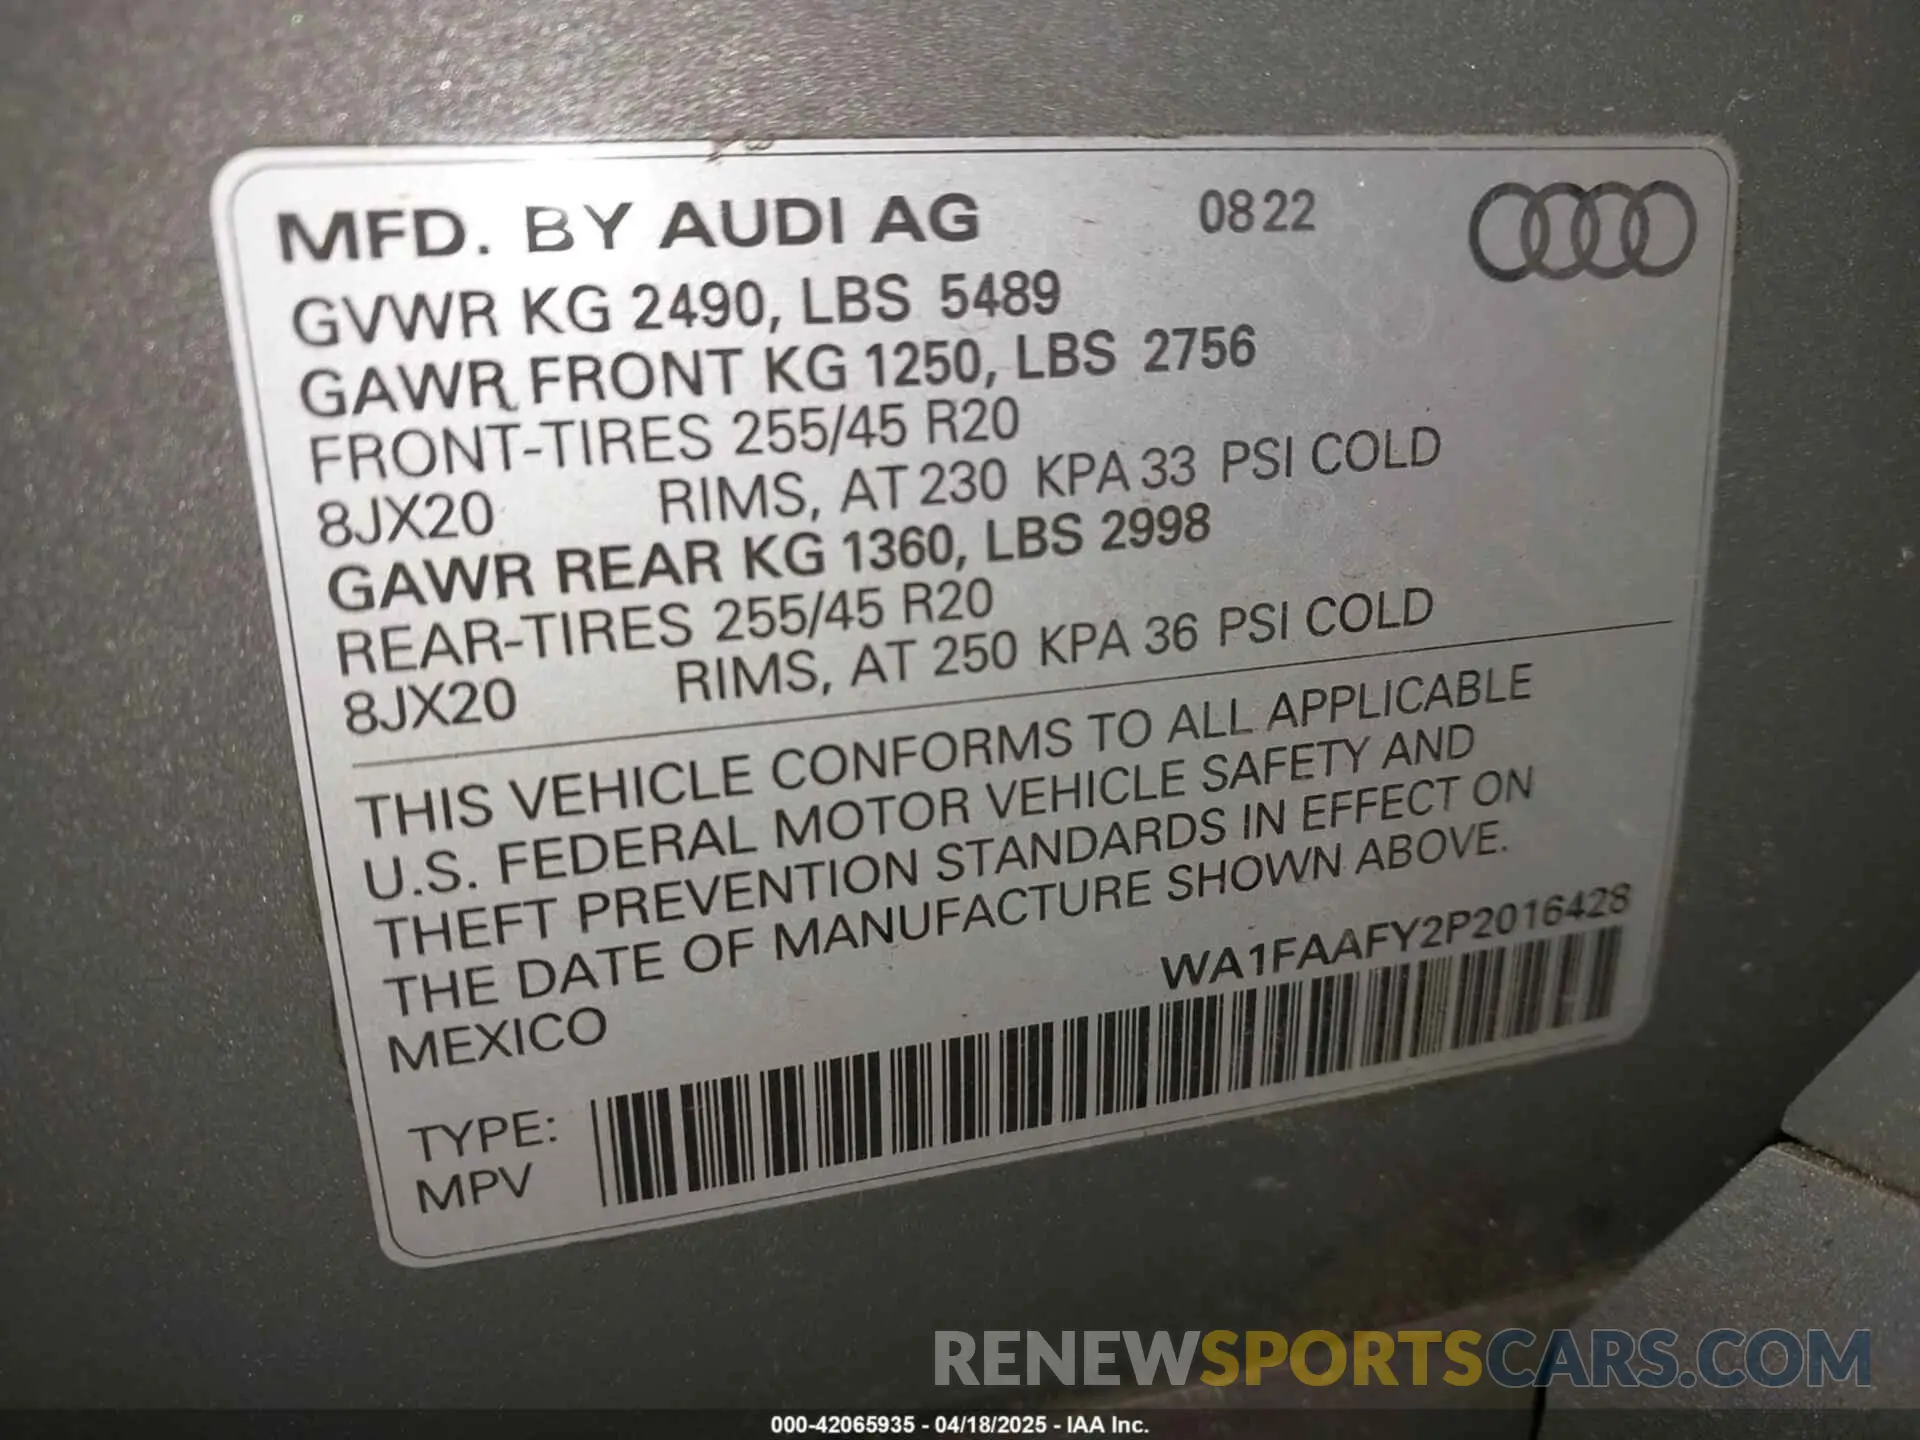 MFD. BY AUDI AG 0822
GVWR KG 2490, LBS 5489
GAWR FRONT KG 1250, LBS 2756
FRONT-TIRES 255/45 R20
8JX20 RIMS, AT 230 KPA 33 PSI COLD
GAWR REAR KG 1360, LBS 2998
REAR-TIRES 255/45 R20
8JX20 RIMS, AT 250 KPA 36 PSI COLD
THIS VEHICLE CONFORMS TO ALL APPLICABLE
U.S. FEDERAL MOTOR VEHICLE SAFETY AND
THEFT PREVENTION STANDARDS IN EFFECT ON
THE DATE OF MANUFACTURE SHOWN ABOVE.
MEXICO WA1FAAFY2P2016428
TYPE:
MPV
RENEWSPORTSCARS.COM
000-42065935 - 04/18/2025 - IAA Inc.